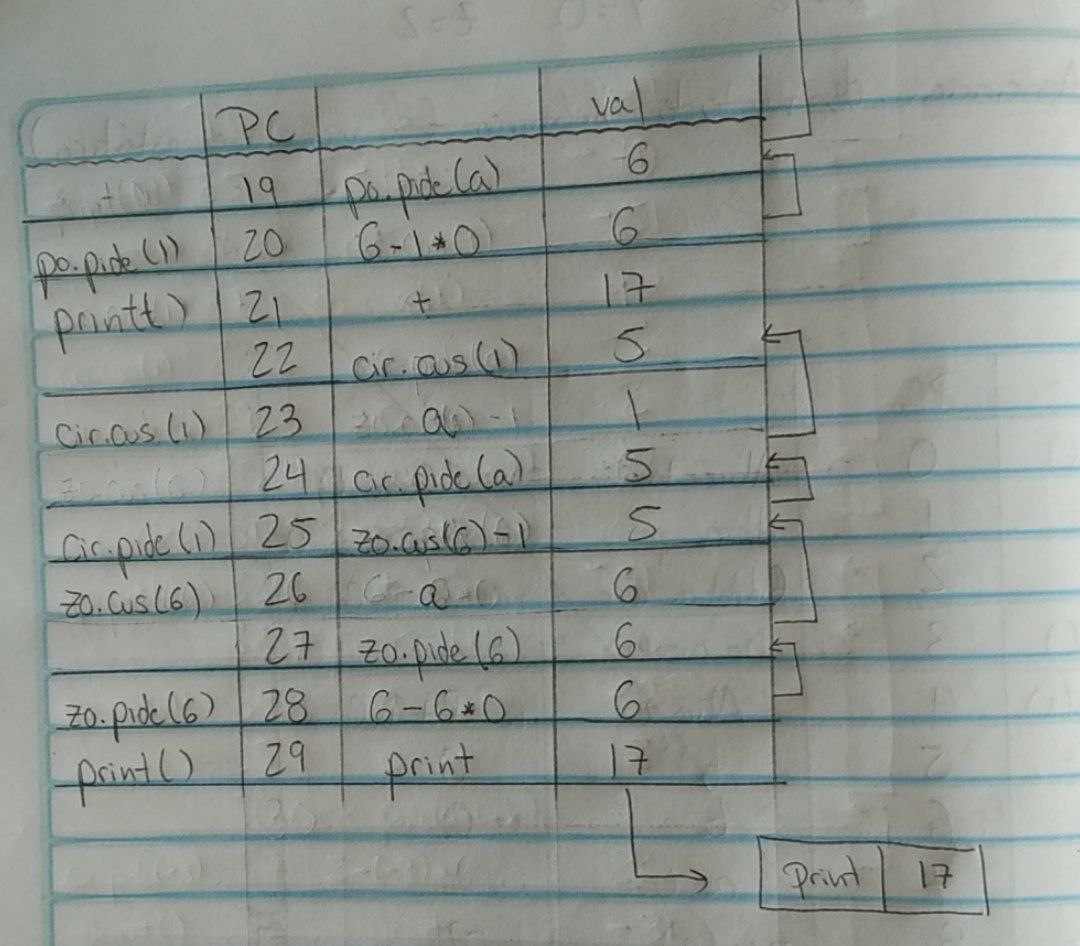 PC val
19 po.pide(a) 6
po.pide(1) 20 6-1*0 6
print() 21 + 17
22 cir.cus(1) 5
cir.cus(1) 23 a 1
24 cir.pide(a) 5
cir.pide(1) 25 zo.cus(6)-1 5
zo.cus(6) 26 a 6
27 zo.pide(6) 6
zo.pide(6) 28 6-6*0 6
print() 29 print 17
print 17